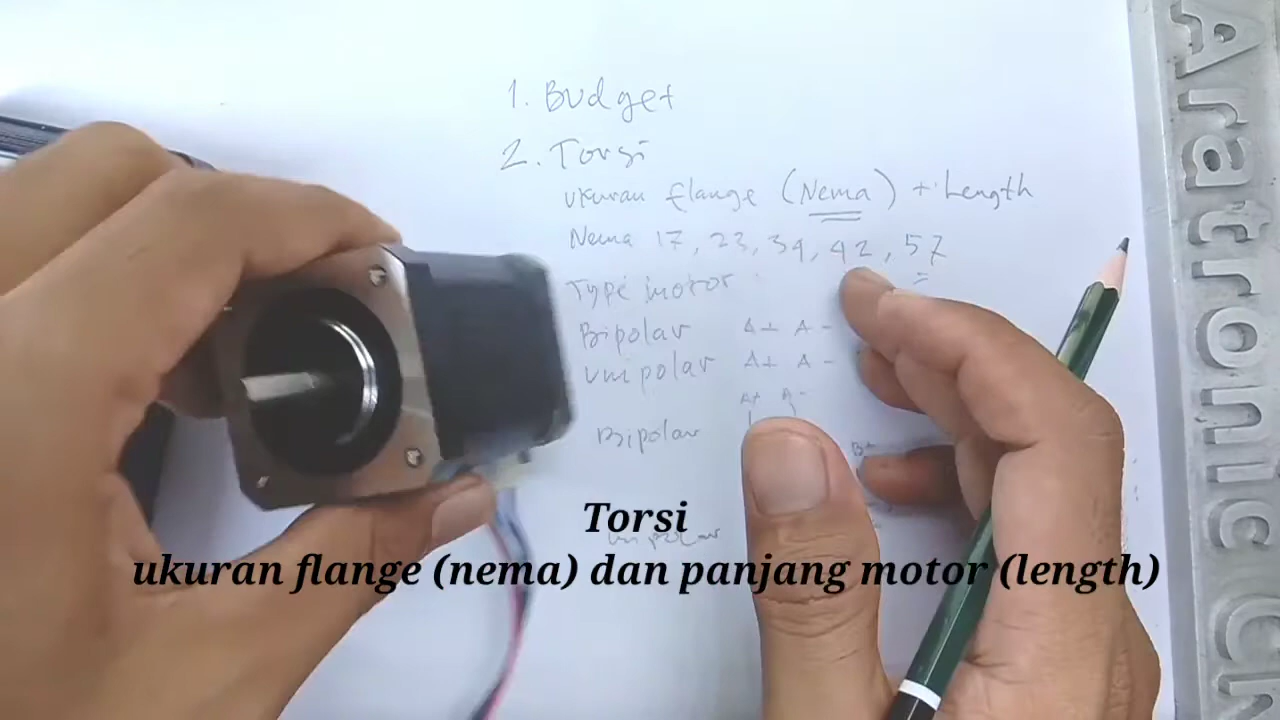 1. Budget
2. Torsi
ukuran flange (Nema) + Length
Nema 17, 23, 34, 42, 57
Type motor
Bipolar A+ A-
Unipolar A+ A-
A+ A-
Bipolar
B+
Unipolar
Torsi
ukuran flange (nema) dan panjang motor (length)
Aratronic